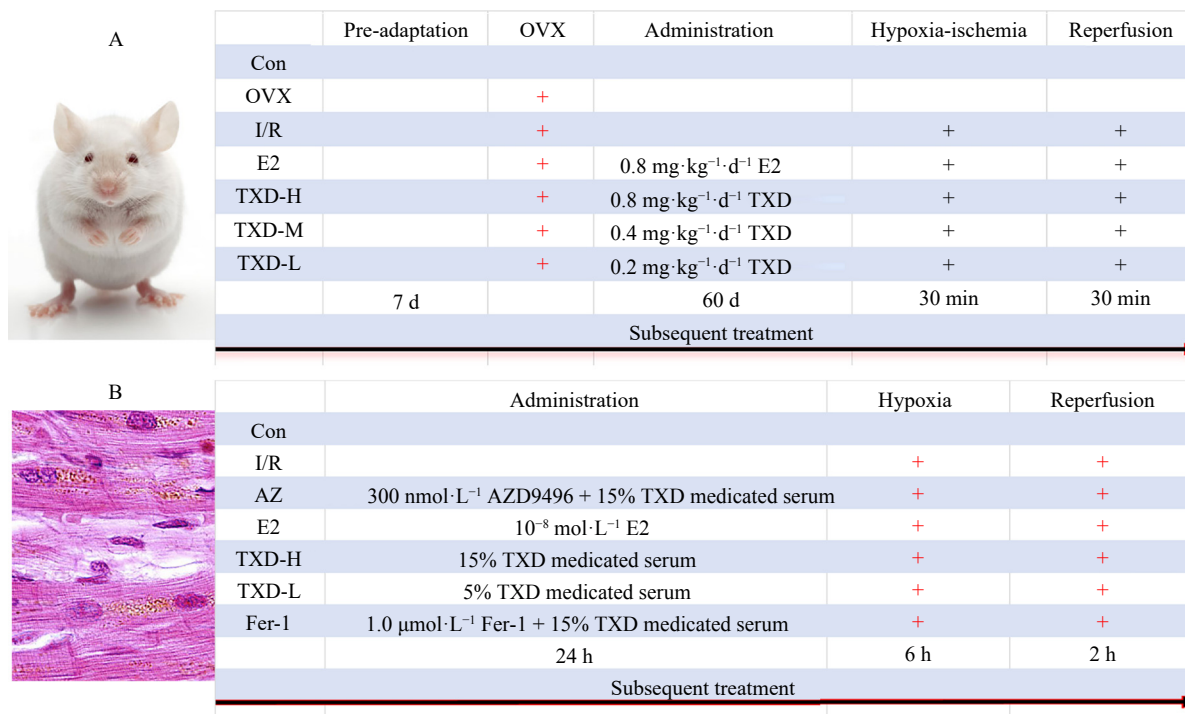 A
Pre-adaptation OVX Administration Hypoxia-ischemia Reperfusion
Con
OVX +
I/R + + +
E2 + 0.8 mg·kg⁻¹·d⁻¹ E2 + +
TXD-H + 0.8 mg·kg⁻¹·d⁻¹ TXD + +
TXD-M + 0.4 mg·kg⁻¹·d⁻¹ TXD + +
TXD-L + 0.2 mg·kg⁻¹·d⁻¹ TXD + +
7 d 60 d 30 min 30 min
Subsequent treatment
B
Administration Hypoxia Reperfusion
Con
I/R + +
AZ 300 nmol·L⁻¹ AZD9496 + 15% TXD medicated serum + +
E2 10⁻⁸ mol·L⁻¹ E2 + +
TXD-H 15% TXD medicated serum + +
TXD-L 5% TXD medicated serum + +
Fer-1 1.0 μmol·L⁻¹ Fer-1 + 15% TXD medicated serum + +
24 h 6 h 2 h
Subsequent treatment